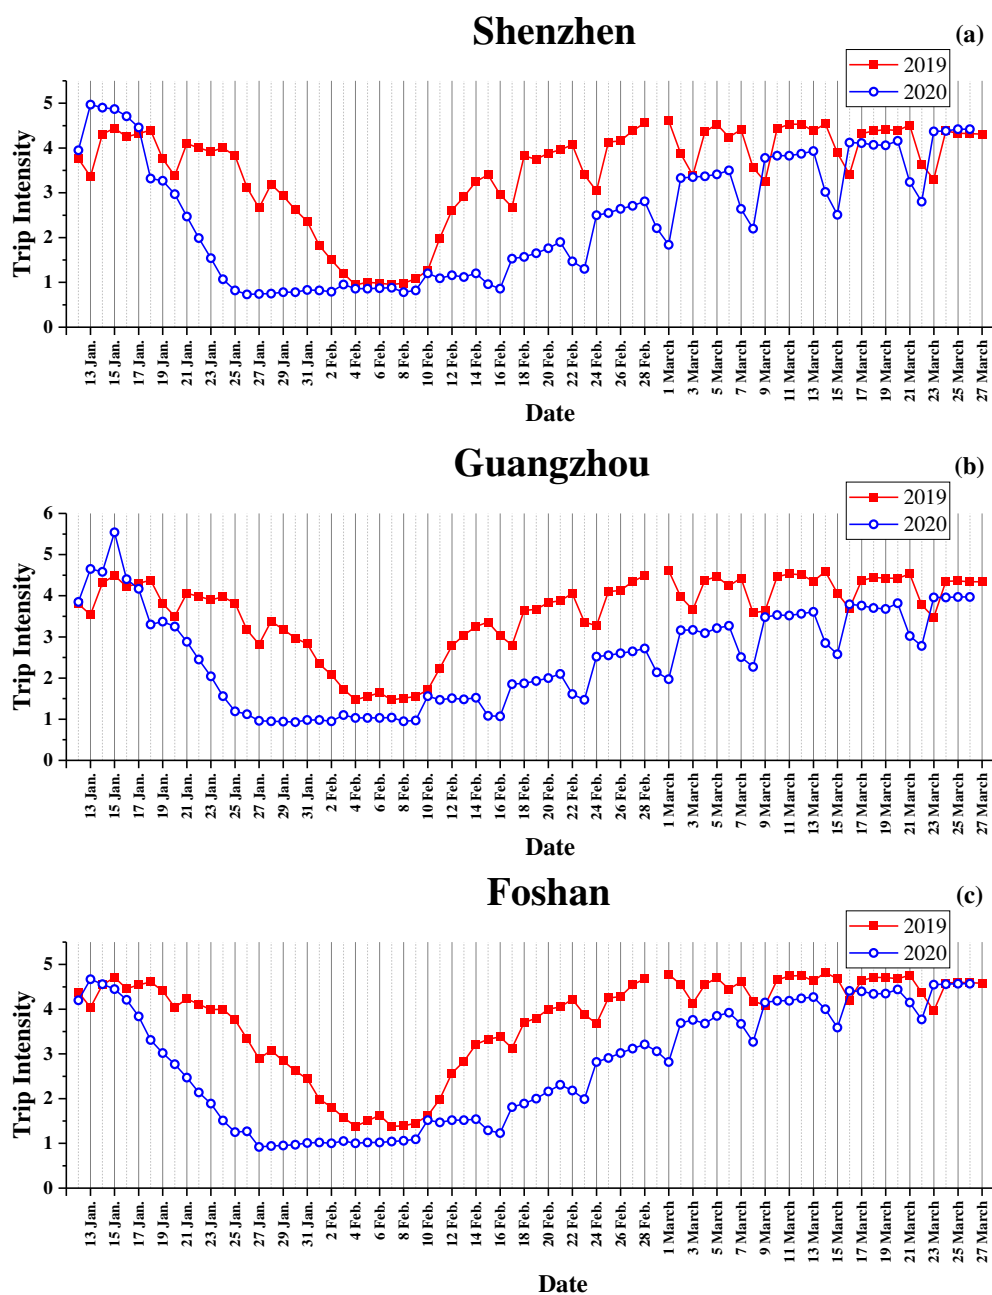 Shenzhen
(a)
2019
2020
Trip Intensity
5
4
3
2
1
0
13 Jan. 15 Jan. 17 Jan. 19 Jan. 21 Jan. 23 Jan. 25 Jan. 27 Jan. 29 Jan. 31 Jan. 2 Feb. 4 Feb. 6 Feb. 8 Feb. 10 Feb. 12 Feb. 14 Feb. 16 Feb. 18 Feb. 20 Feb. 22 Feb. 24 Feb. 26 Feb. 28 Feb. 1 March 3 March 5 March 7 March 9 March 11 March 13 March 15 March 17 March 19 March 21 March 23 March 25 March 27 March
Date
Guangzhou
(b)
2019
2020
Trip Intensity
6
5
4
3
2
1
0
13 Jan. 15 Jan. 17 Jan. 19 Jan. 21 Jan. 23 Jan. 25 Jan. 27 Jan. 29 Jan. 31 Jan. 2 Feb. 4 Feb. 6 Feb. 8 Feb. 10 Feb. 12 Feb. 14 Feb. 16 Feb. 18 Feb. 20 Feb. 22 Feb. 24 Feb. 26 Feb. 28 Feb. 1 March 3 March 5 March 7 March 9 March 11 March 13 March 15 March 17 March 19 March 21 March 23 March 25 March 27 March
Date
Foshan
(c)
2019
2020
Trip Intensity
5
4
3
2
1
0
13 Jan. 15 Jan. 17 Jan. 19 Jan. 21 Jan. 23 Jan. 25 Jan. 27 Jan. 29 Jan. 31 Jan. 2 Feb. 4 Feb. 6 Feb. 8 Feb. 10 Feb. 12 Feb. 14 Feb. 16 Feb. 18 Feb. 20 Feb. 22 Feb. 24 Feb. 26 Feb. 28 Feb. 1 March 3 March 5 March 7 March 9 March 11 March 13 March 15 March 17 March 19 March 21 March 23 March 25 March 27 March
Date